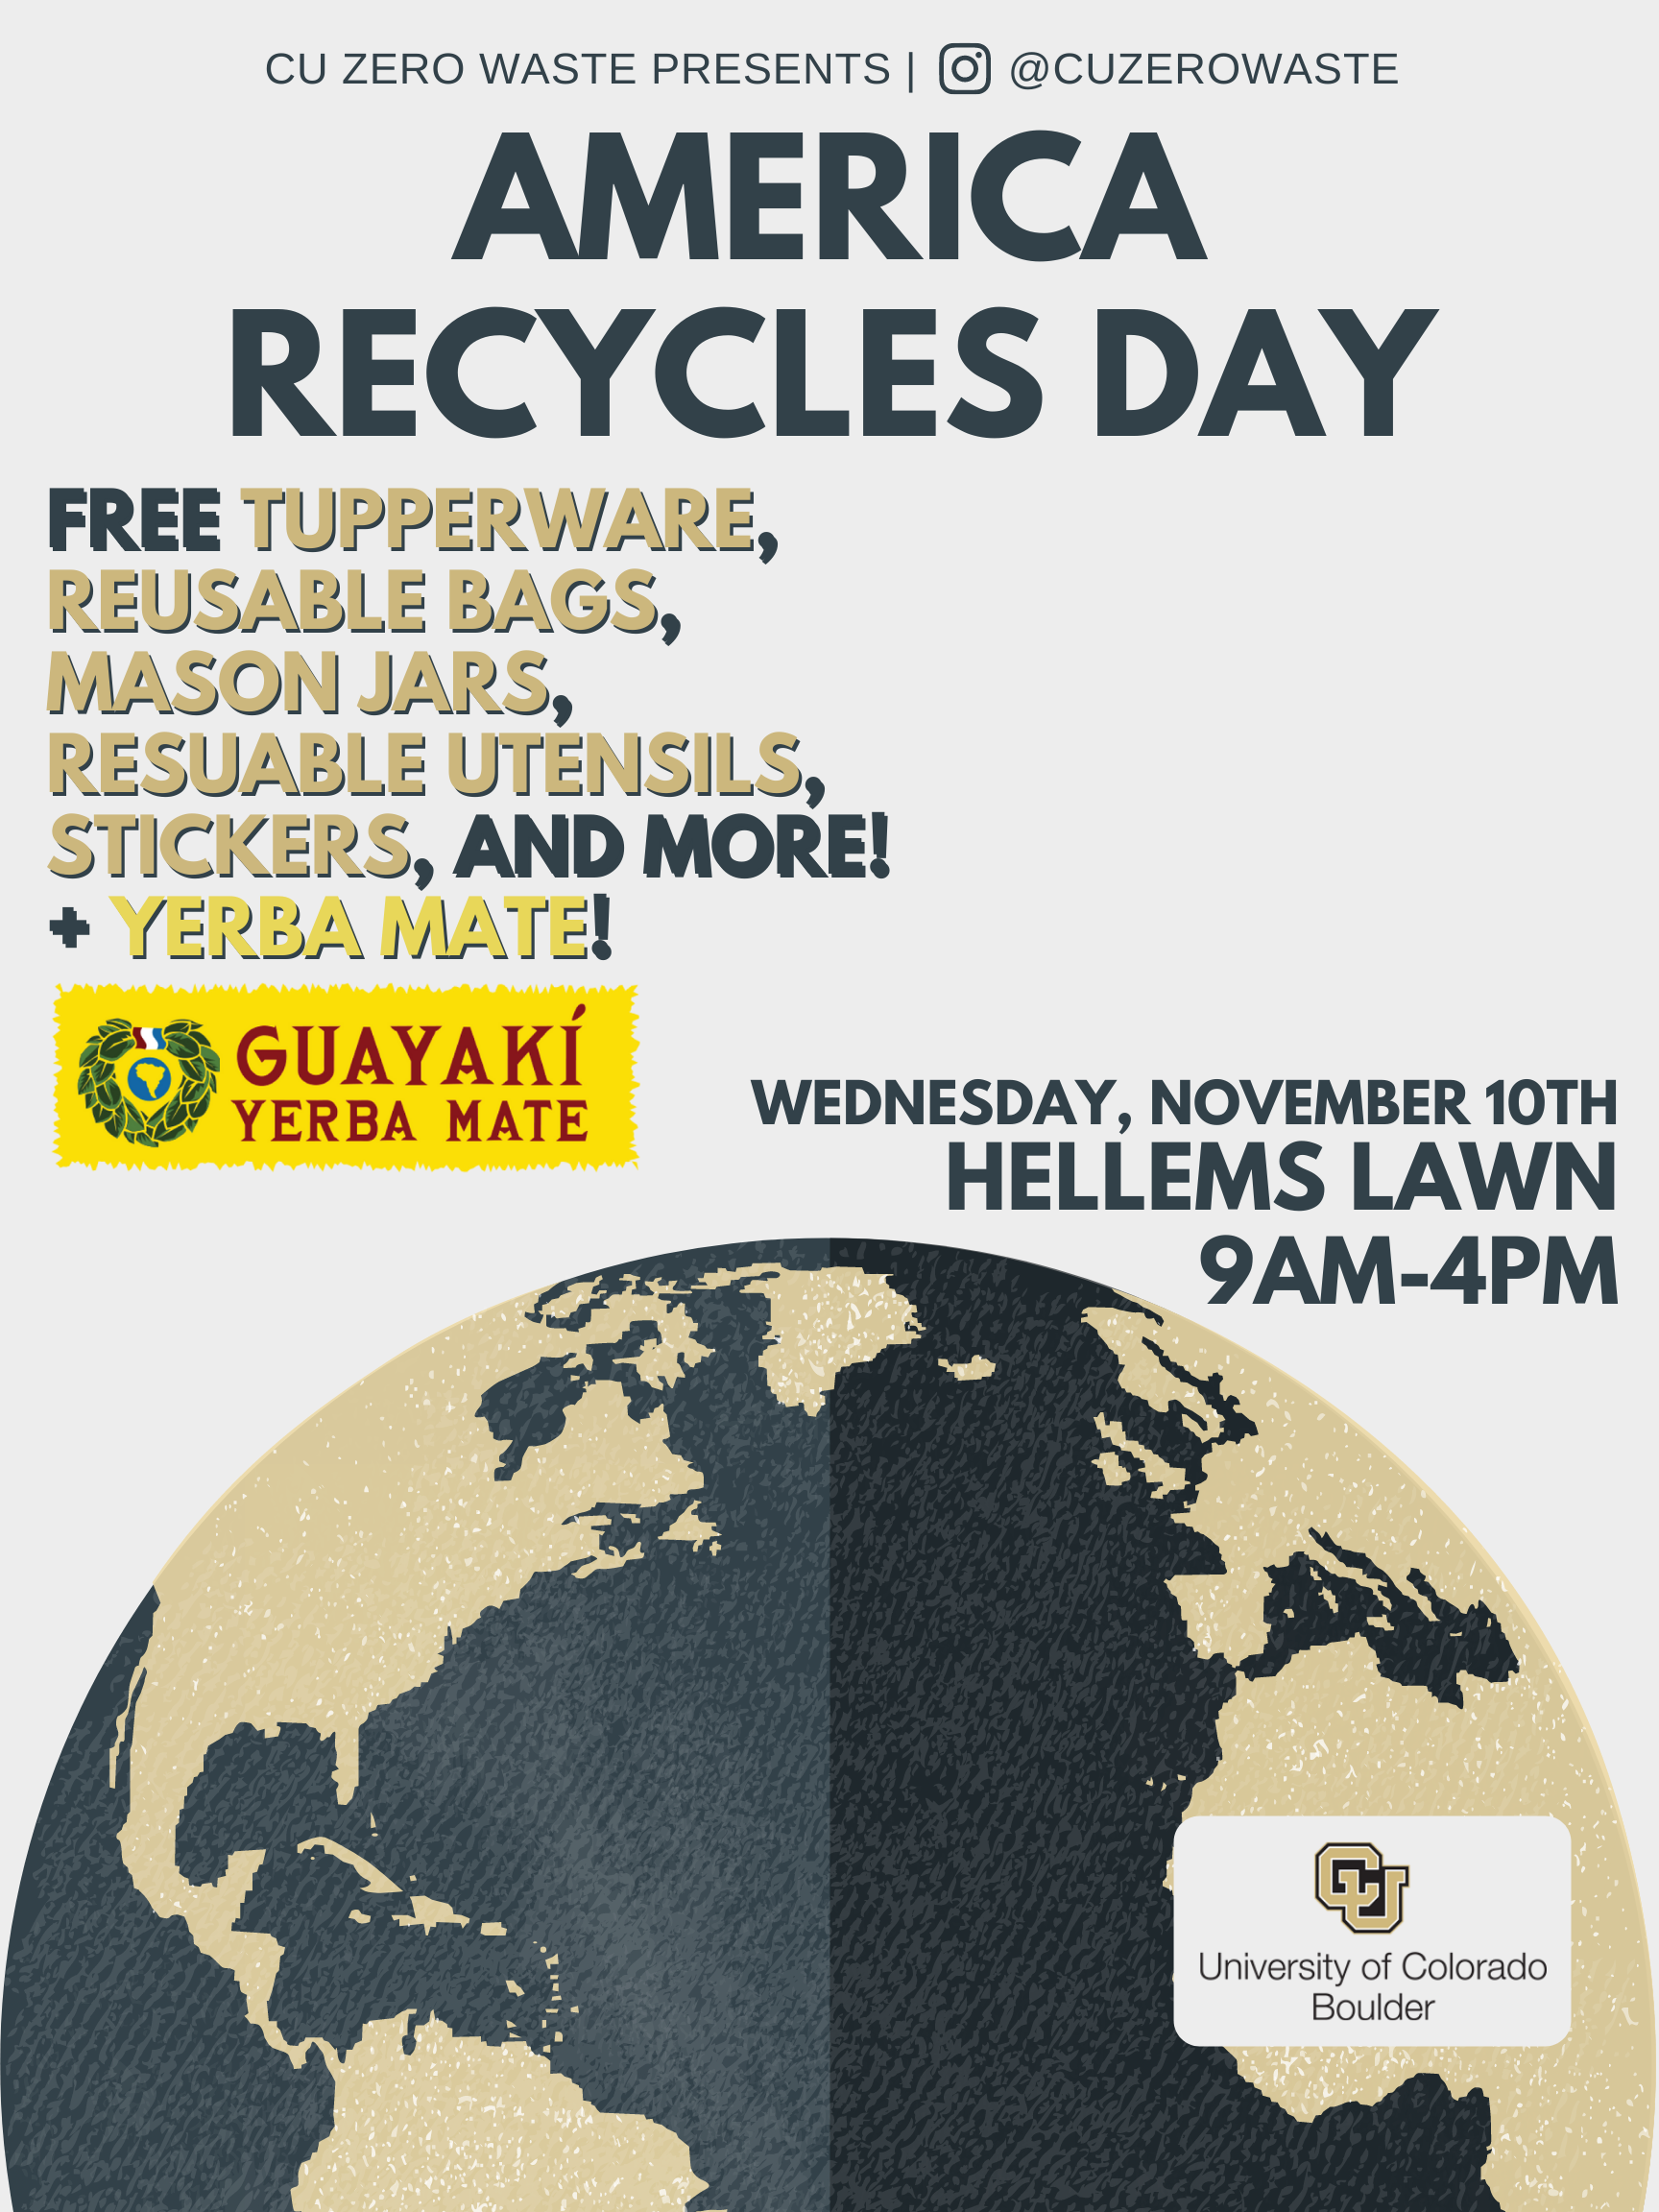 CU ZERO WASTE PRESENTS | @CUZEROWASTE
AMERICA
RECYCLES DAY
FREE TUPPERWARE,
REUSABLE BAGS,
MASON JARS,
RESUABLE UTENSILS,
STICKERS, AND MORE!
+ YERBA MATE!
GUAYAKÍ
YERBA MATE
WEDNESDAY, NOVEMBER 10TH
HELLEMS LAWN
9AM-4PM
CU
University of Colorado
Boulder